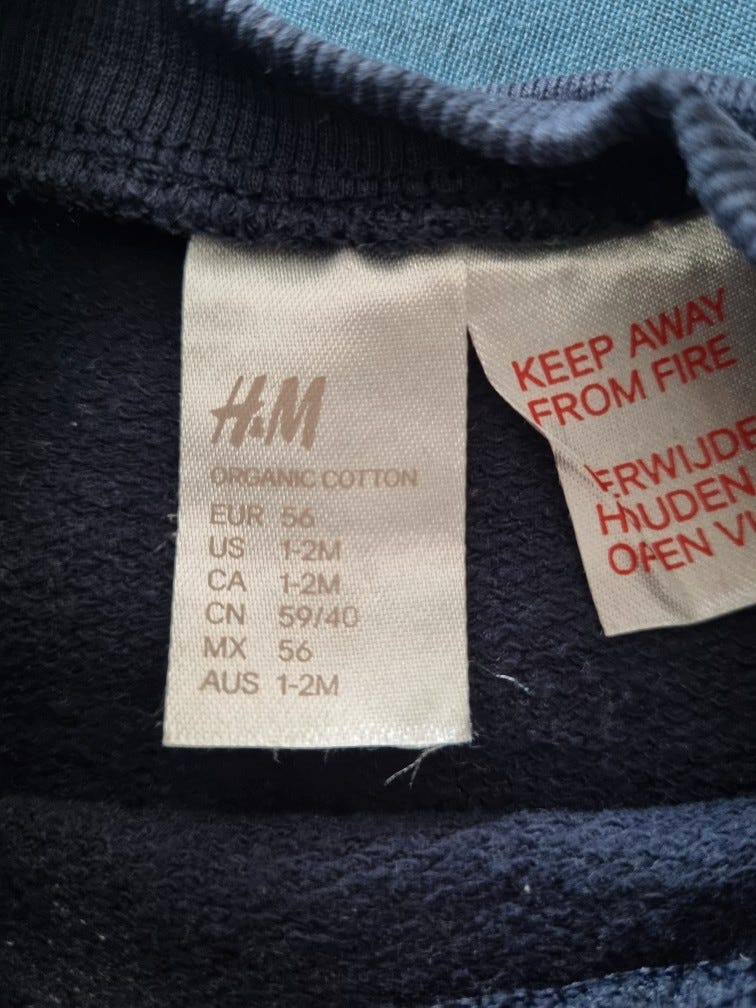 H&M
ORGANIC COTTON
EUR 56
US 1-2M
CA 1-2M
CN 59/40
MX 56
AUS 1-2M
KEEP AWAY
FROM FIRE
OPEN